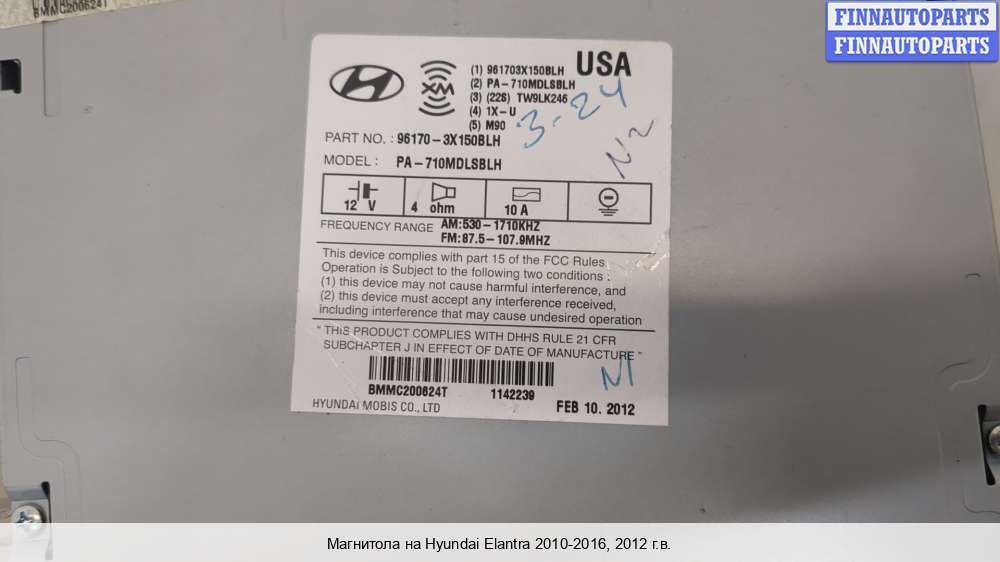 BMMC200624T
FINNAUTOPARTS
FINNAUTOPARTS
XM
(1) 961703X150BLH
USA
(2) PA-710MDLSBLH
(3) (22S) TW9LK246
(4) 1X-U
(5) M90
3-24
N2
PART NO. : 96170-3X150BLH
MODEL : PA-710MDLSBLH
12 V
4 ohm
10 A
FREQUENCY RANGE AM:530-1710KHZ
FM:87.5-107.9MHZ
This device complies with part 15 of the FCC Rules.
Operation is Subject to the following two conditions :
(1) this device may not cause harmful interference, and
(2) this device must accept any interference received,
including interference that may cause undesired operation
" THIS PRODUCT COMPLIES WITH DHHS RULE 21 CFR
SUBCHAPTER J IN EFFECT OF DATE OF MANUFACTURE "
BMMC200624T 1142239
HYUNDAI MOBIS CO., LTD
FEB 10. 2012
Магнитола на Hyundai Elantra 2010-2016, 2012 г.в.